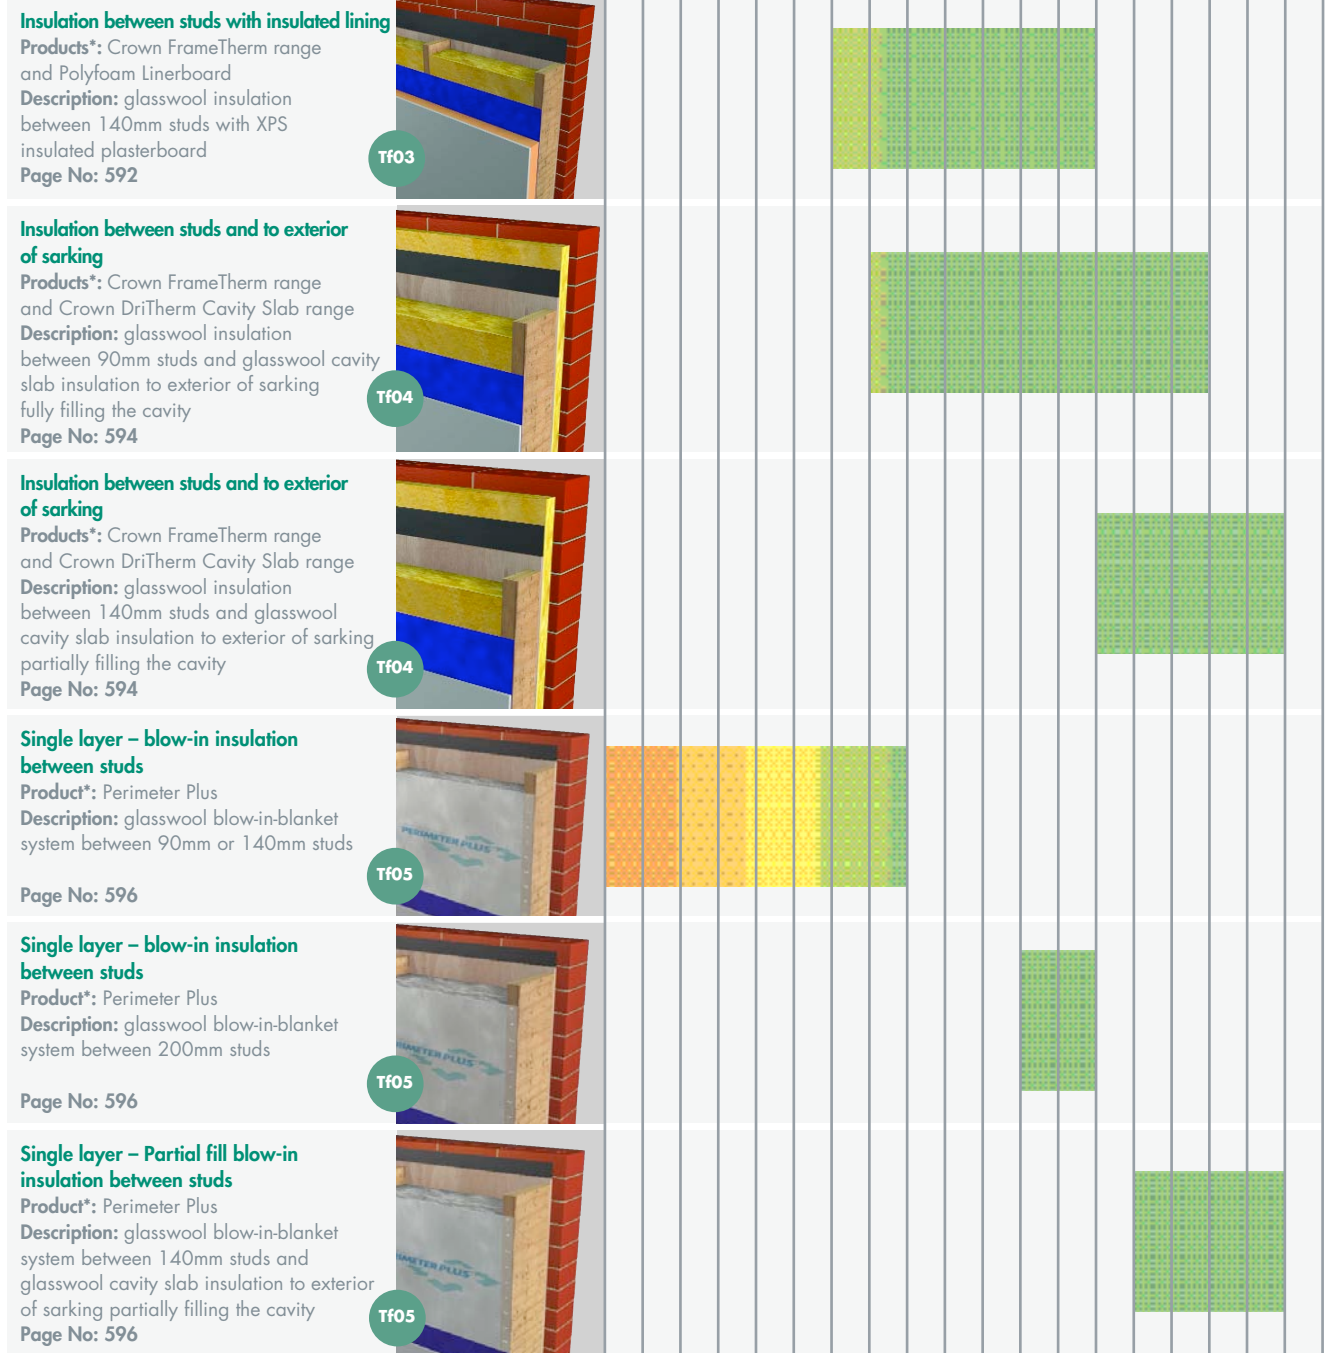 Insulation between studs with insulated lining
Products*: Crown FrameTherm range
and Polyfoam Linerboard
Description: glasswool insulation
between 140mm studs with XPS
insulated plasterboard
Page No: 592
Tf03
Insulation between studs and to exterior
of sarking
Products*: Crown FrameTherm range
and Crown DriTherm Cavity Slab range
Description: glasswool insulation
between 90mm studs and glasswool cavity
slab insulation to exterior of sarking
fully filling the cavity
Page No: 594
Tf04
Insulation between studs and to exterior
of sarking
Products*: Crown FrameTherm range
and Crown DriTherm Cavity Slab range
Description: glasswool insulation
between 140mm studs and glasswool
cavity slab insulation to exterior of sarking
partially filling the cavity
Page No: 594
Tf04
Single layer – blow-in insulation
between studs
Product*: Perimeter Plus
Description: glasswool blow-in-blanket
system between 90mm or 140mm studs
Page No: 596
PERIMETER PLUS
Tf05
Single layer – blow-in insulation
between studs
Product*: Perimeter Plus
Description: glasswool blow-in-blanket
system between 200mm studs
Page No: 596
RIMETER PLUS
Tf05
Single layer – Partial fill blow-in
insulation between studs
Product*: Perimeter Plus
Description: glasswool blow-in-blanket
system between 140mm studs and
glasswool cavity slab insulation to exterior
of sarking partially filling the cavity
Page No: 596
IMETER PLUS
Tf05